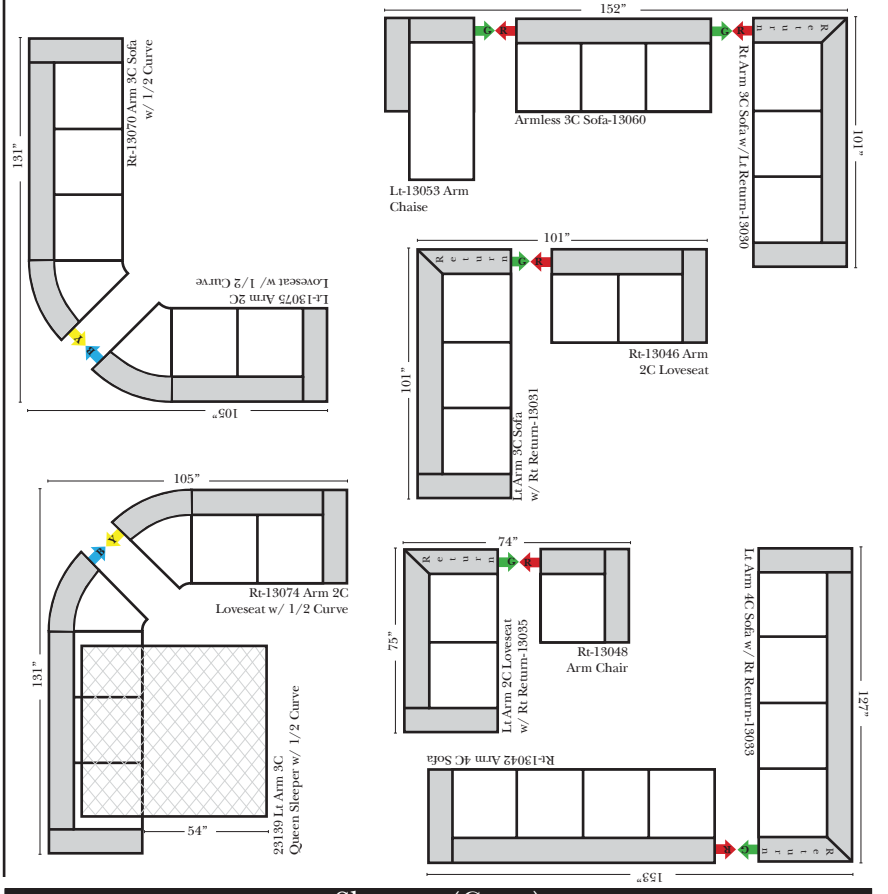 131”
Rt-13070 Arm 3C Sofa
w/ 1/2 Curve
Y
B
Lt-13075 Arm 2C
Loveseat w/ 1/2 Curve
105”
152”
G
R
G
R
Return
Armless 3C Sofa-13060
Lt-13053 Arm
Chaise
Rt Arm 3C Sofa w/Lt Return-13030
101”
101”
Return
G
R
Rt-13046 Arm
2C Loveseat
101”
Lt Arm 3C Sofa
w/ Rt Return-13031
105”
B
Y
Rt-13074 Arm 2C
Loveseat w/ 1/2 Curve
131”
54”
23139 Lt Arm 3C
Queen Sleeper w/ 1/2 Curve
74”
Return
G
R
Rt-13048
Arm Chair
75”
Lt Arm 2C Loveseat
w/ Rt Return-13035
Lt Arm 4C Sofa w/ Rt Return-13033
127”
Rt-13042 Arm 4C Sofa
R
G
Return
153”